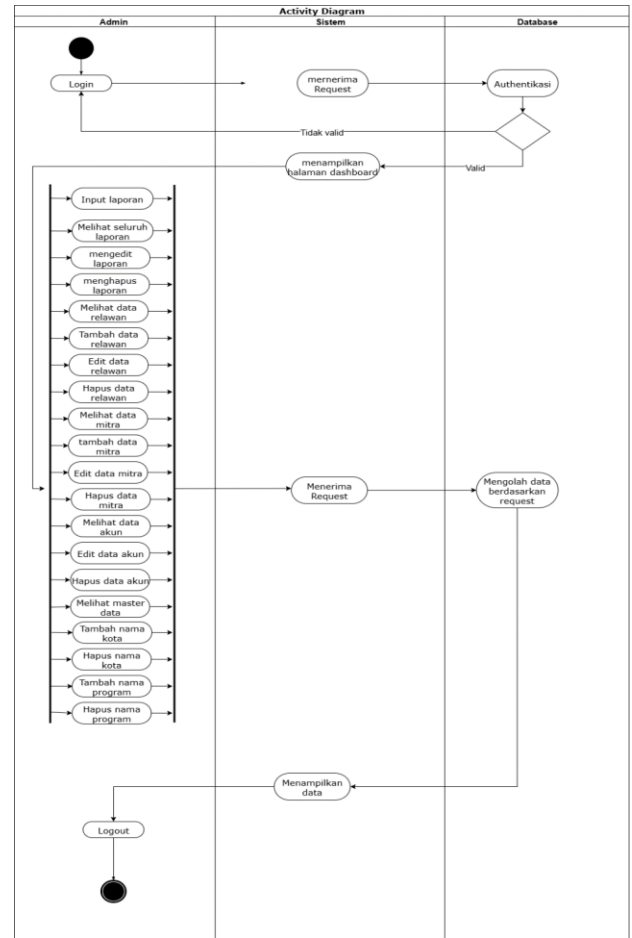 Activity Diagram
Admin
Sistem
Database
Login
mernerima
Request
Authentikasi
Tidak valid
menampilkan
halaman dashboard
Valid
Input laporan
Melihat seluruh
laporan
mengedit
laporan
menghapus
laporan
Melihat data
relawan
Tambah data
relawan
Edit data
relawan
Hapus data
relawan
Melihat data
mitra
tambah data
mitra
Edit data mitra
Hapus data
mitra
Melihat data
akun
Edit data akun
Hapus data akun
Melihat master
data
Tambah nama
kota
Hapus nama
kota
Tambah nama
program
Hapus nama
program
Menerima
Request
Mengolah data
berdasarkan
request
Menampilkan
data
Logout